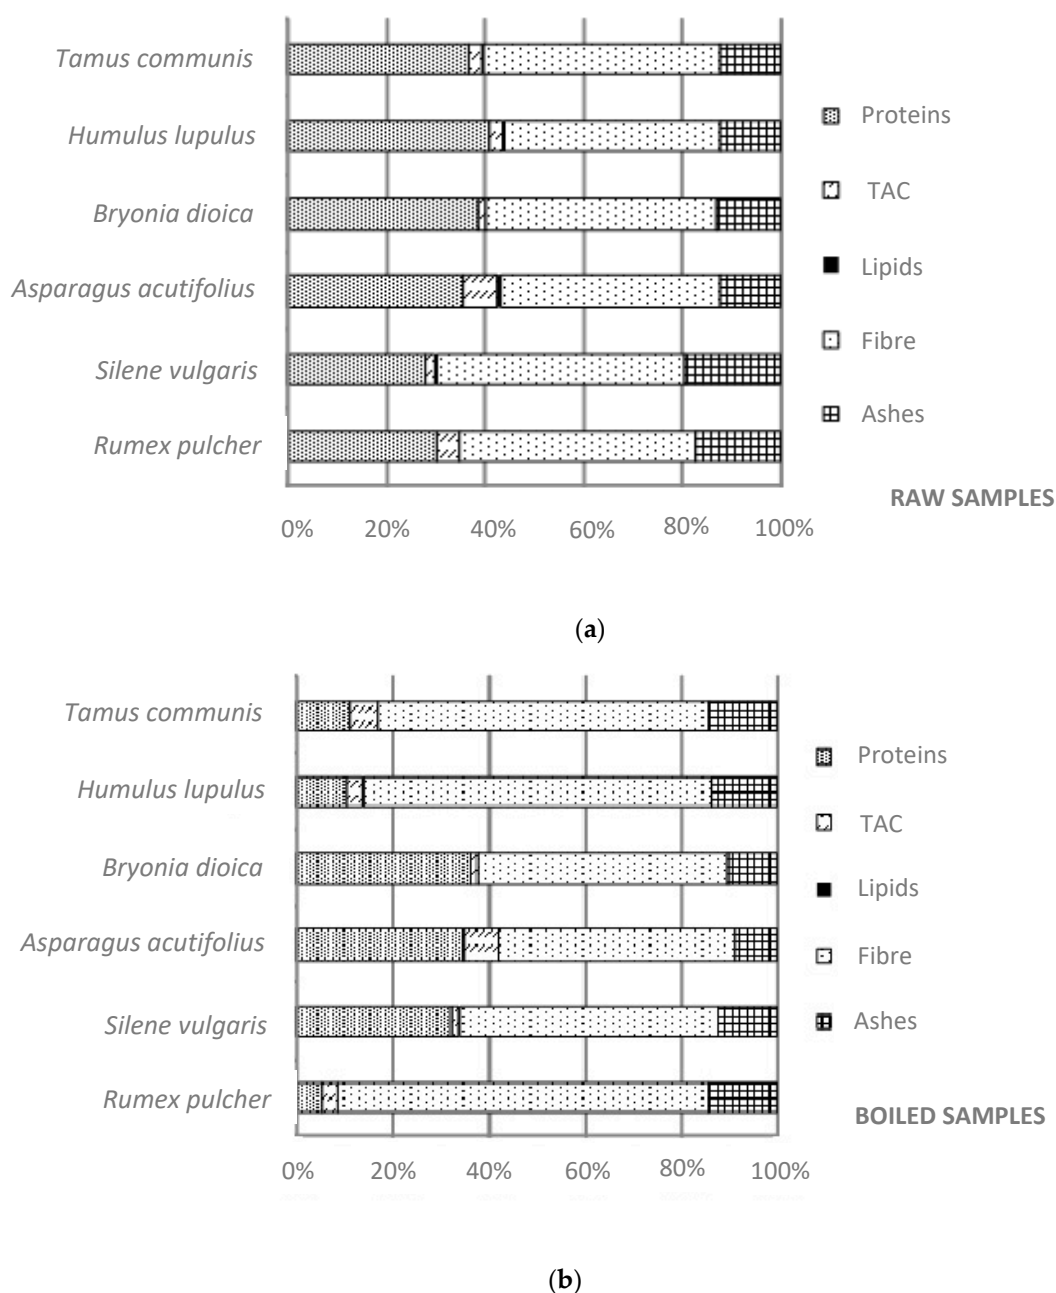 Tamus communis
Humulus lupulus
Bryonia dioica
Asparagus acutifolius
Silene vulgaris
Rumex pulcher
Proteins
TAC
Lipids
Fibre
Ashes
RAW SAMPLES
0% 20% 40% 60% 80% 100%
(a)
Tamus communis
Humulus lupulus
Bryonia dioica
Asparagus acutifolius
Silene vulgaris
Rumex pulcher
Proteins
TAC
Lipids
Fibre
Ashes
BOILED SAMPLES
0% 20% 40% 60% 80% 100%
(b)